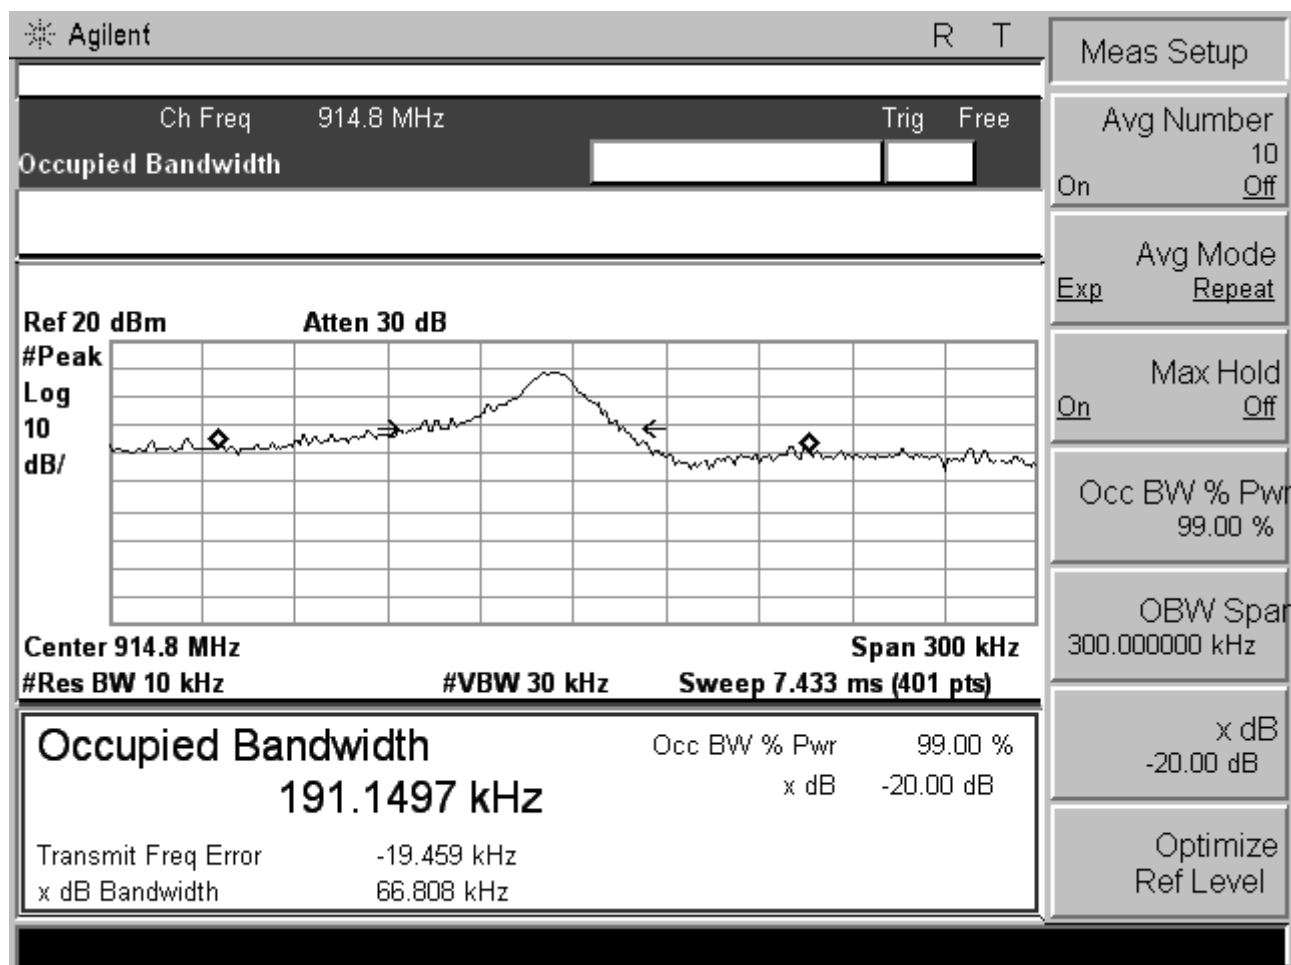 Agilent R T
Ch Freq 914.8 MHz Trig Free
Occupied Bandwidth
Ref 20 dBm Atten 30 dB
#Peak
Log
10
dB/
Center 914.8 MHz Span 300 kHz
#Res BW 10 kHz #VBW 30 kHz Sweep 7.433 ms (401 pts)
Occupied Bandwidth
191.1497 kHz
Occ BW % Pwr 99.00 %
x dB -20.00 dB
Transmit Freq Error -19.459 kHz
x dB Bandwidth 66.808 kHz
Meas Setup
Avg Number
10
On Off
Avg Mode
Exp Repeat
Max Hold
On Off
Occ BW % Pwr
99.00 %
OBW Span
300.000000 kHz
x dB
-20.00 dB
Optimize
Ref Level